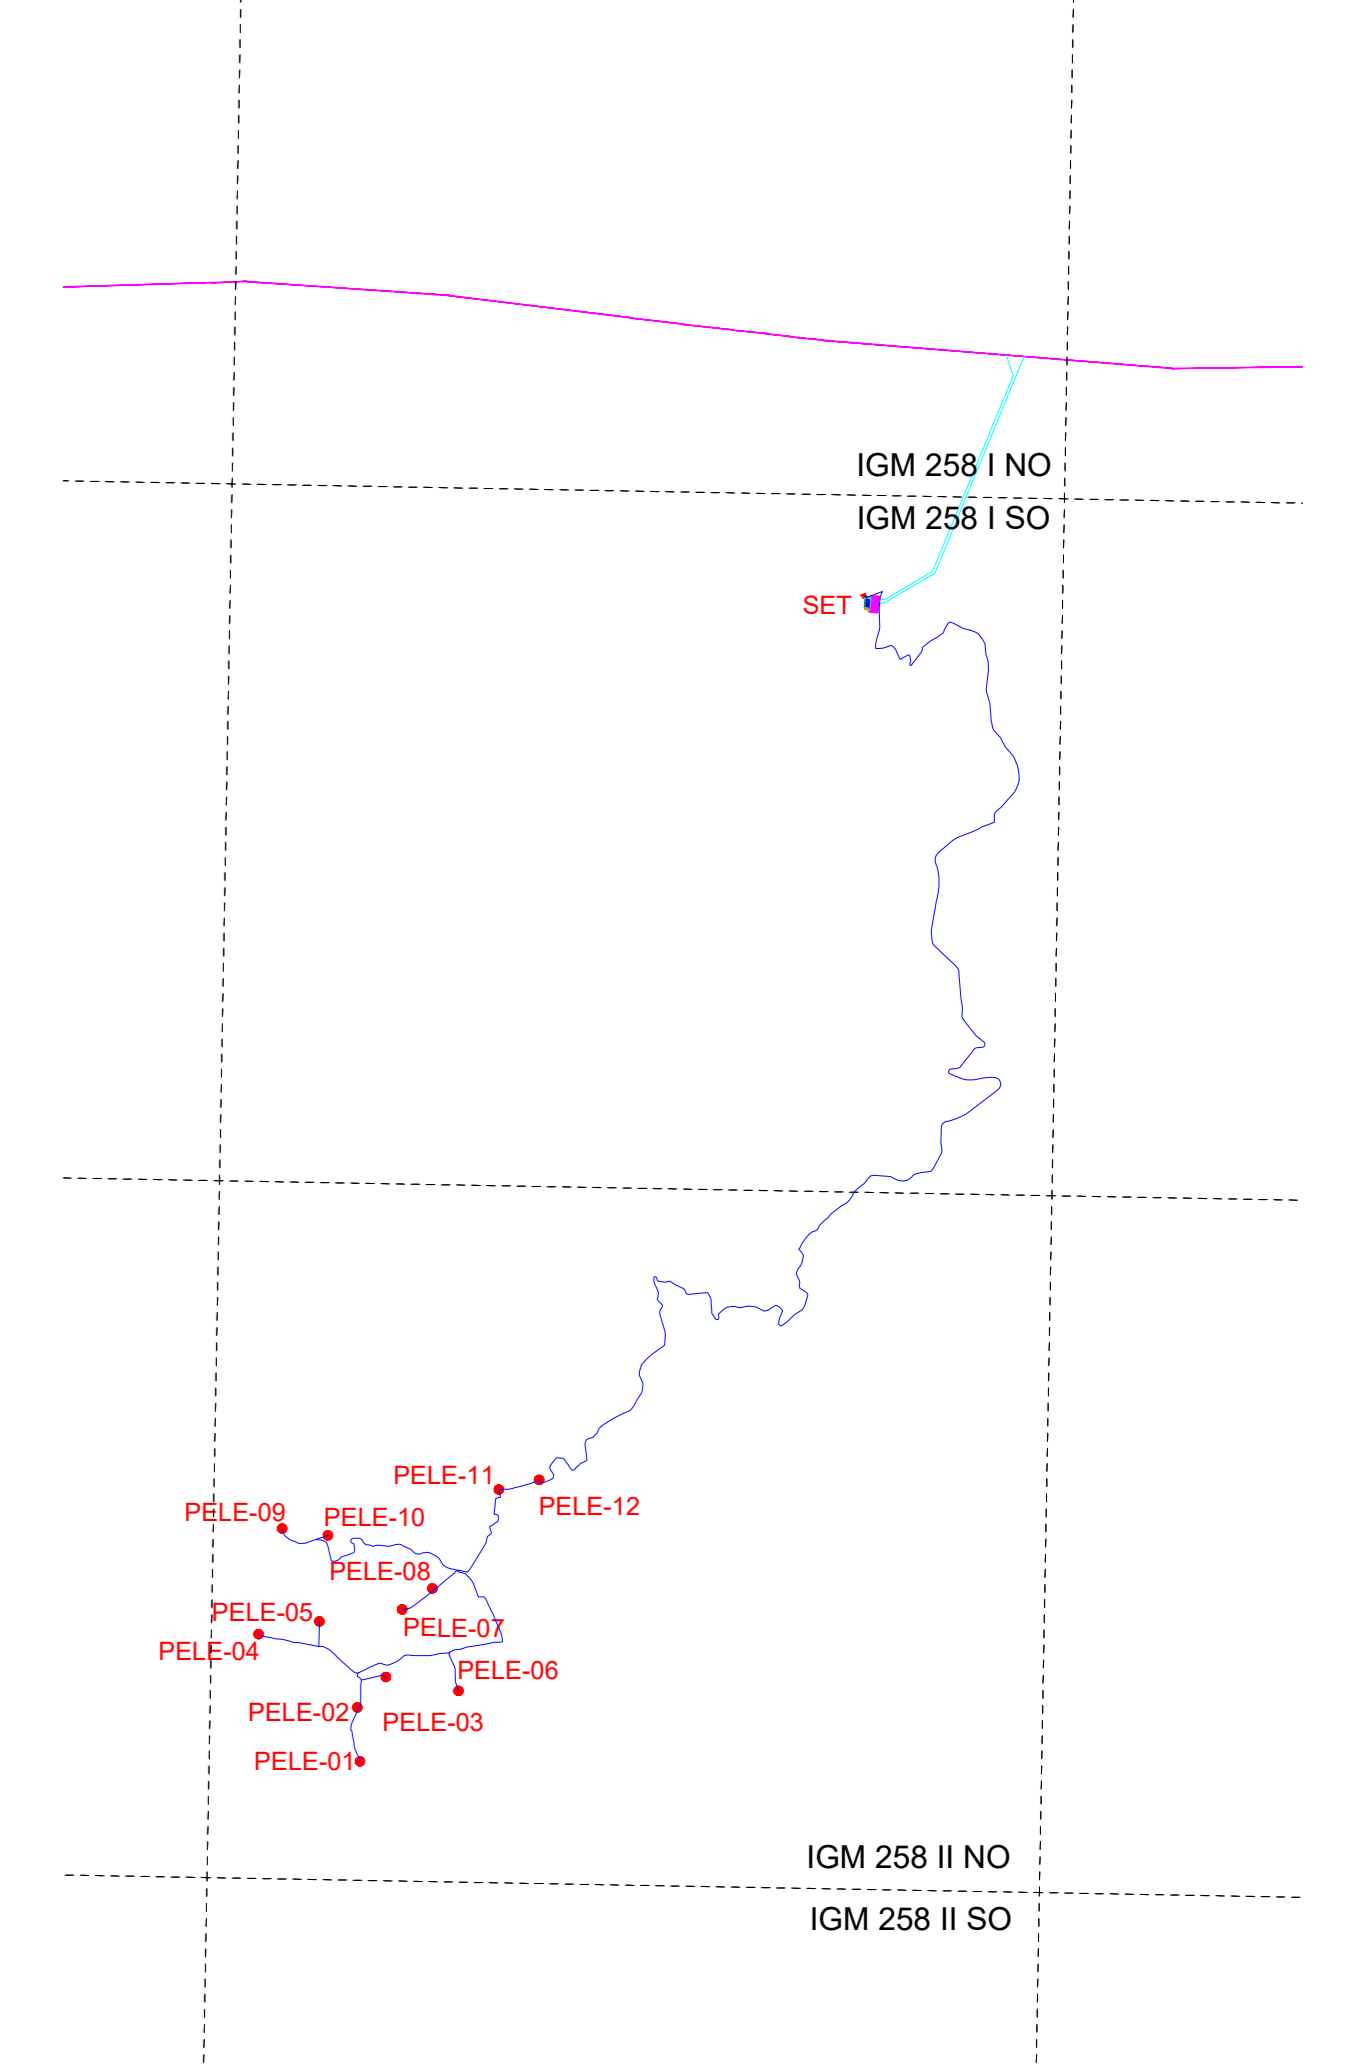 IGM 258 I NO
IGM 258 I SO
SET
PELE-11
PELE-12
PELE-09
PELE-10
PELE-08
PELE-05
PELE-07
PELE-04
PELE-06
PELE-02
PELE-03
PELE-01
IGM 258 II NO
IGM 258 II SO